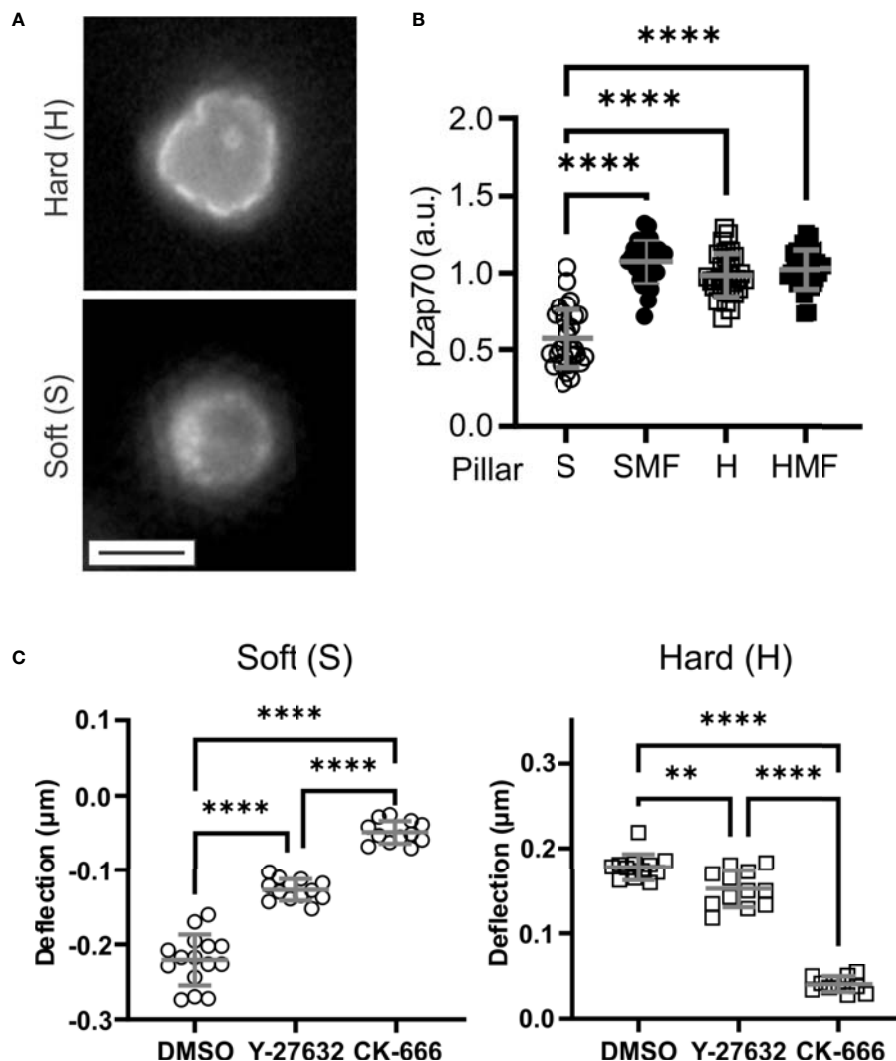 A
Hard (H)
Soft (S)
B
****
****
****
2.0
1.5
1.0
0.5
0.0
pZap70 (a.u.)
Pillar S SMF H HMF
C
Soft (S)
****
****
****
0.1
0.0
-0.1
-0.2
-0.3
Deflection (µm)
DMSO Y-27632 CK-666
Hard (H)
****
** ****
0.3
0.2
0.1
0.0
Deflection (µm)
DMSO Y-27632 CK-666